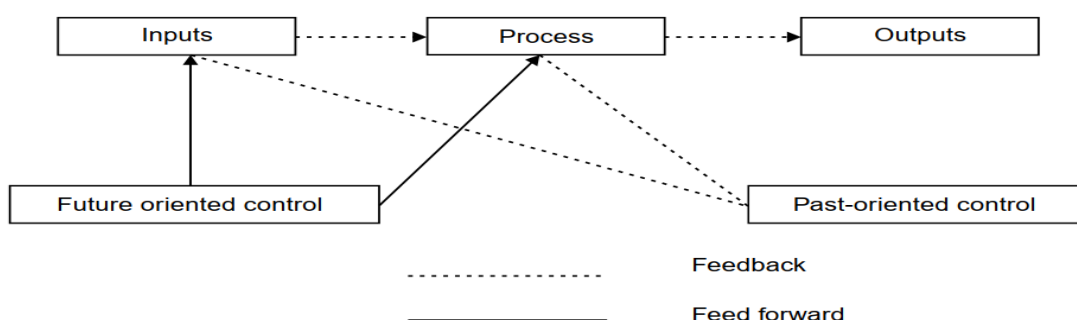 Inputs
Process
Outputs
Future oriented control
Past-oriented control
Feedback
Feed forward